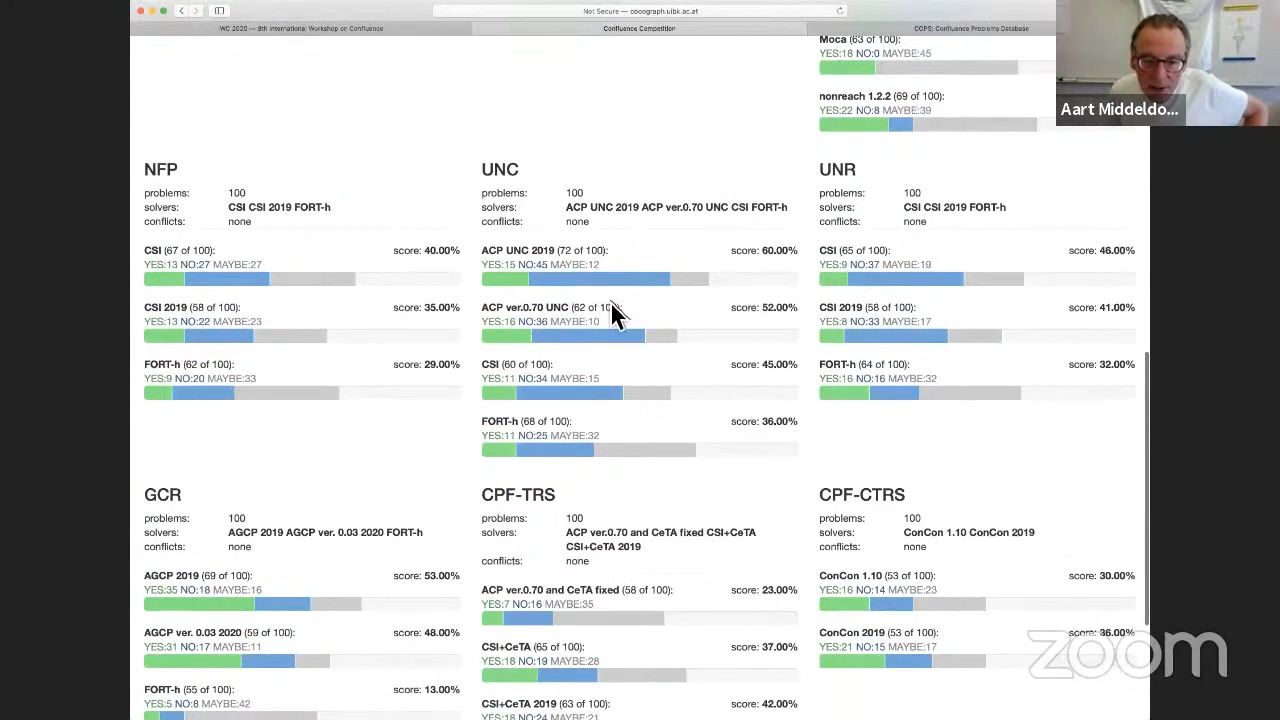 Not Secure — cocograph.uibk.ac.at
IWC 2020 — 9th International Workshop on Confluence
Confluence Competition
COPS: Confluence Problems Database
Moca (63 of 100):
YES:18 NO:0 MAYBE:45
nonreach 1.2.2 (69 of 100):
YES:22 NO:8 MAYBE:39
Aart Middeldo...
NFP
problems: 100
solvers: CSI CSI 2019 FORT-h
conflicts: none
CSI (67 of 100): score: 40.00%
YES:13 NO:27 MAYBE:27
CSI 2019 (58 of 100): score: 35.00%
YES:13 NO:22 MAYBE:23
FORT-h (62 of 100): score: 29.00%
YES:9 NO:20 MAYBE:33
UNC
problems: 100
solvers: ACP UNC 2019 ACP ver.0.70 UNC CSI FORT-h
conflicts: none
ACP UNC 2019 (72 of 100): score: 60.00%
YES:15 NO:45 MAYBE:12
ACP ver.0.70 UNC (62 of 100): score: 52.00%
YES:16 NO:36 MAYBE:10
CSI (60 of 100): score: 45.00%
YES:11 NO:34 MAYBE:15
FORT-h (68 of 100): score: 36.00%
YES:11 NO:25 MAYBE:32
UNR
problems: 100
solvers: CSI CSI 2019 FORT-h
conflicts: none
CSI (65 of 100): score: 46.00%
YES:9 NO:37 MAYBE:19
CSI 2019 (58 of 100): score: 41.00%
YES:8 NO:33 MAYBE:17
FORT-h (64 of 100): score: 32.00%
YES:16 NO:16 MAYBE:32
GCR
problems: 100
solvers: AGCP 2019 AGCP ver. 0.03 2020 FORT-h
conflicts: none
AGCP 2019 (69 of 100): score: 53.00%
YES:35 NO:18 MAYBE:16
AGCP ver. 0.03 2020 (59 of 100): score: 48.00%
YES:31 NO:17 MAYBE:11
FORT-h (55 of 100): score: 13.00%
YES:5 NO:8 MAYBE:42
CPF-TRS
problems: 100
solvers: ACP ver.0.70 and CeTA fixed CSI+CeTA
CSI+CeTA 2019
conflicts: none
ACP ver.0.70 and CeTA fixed (58 of 100): score: 23.00%
YES:7 NO:16 MAYBE:35
CSI+CeTA (65 of 100): score: 37.00%
YES:18 NO:19 MAYBE:28
CSI+CeTA 2019 (63 of 100): score: 42.00%
YES:18 NO:24 MAYBE:21
CPF-CTRS
problems: 100
solvers: ConCon 1.10 ConCon 2019
conflicts: none
ConCon 1.10 (53 of 100): score: 30.00%
YES:16 NO:14 MAYBE:23
ConCon 2019 (53 of 100): score: 36.00%
YES:21 NO:15 MAYBE:17
zoom